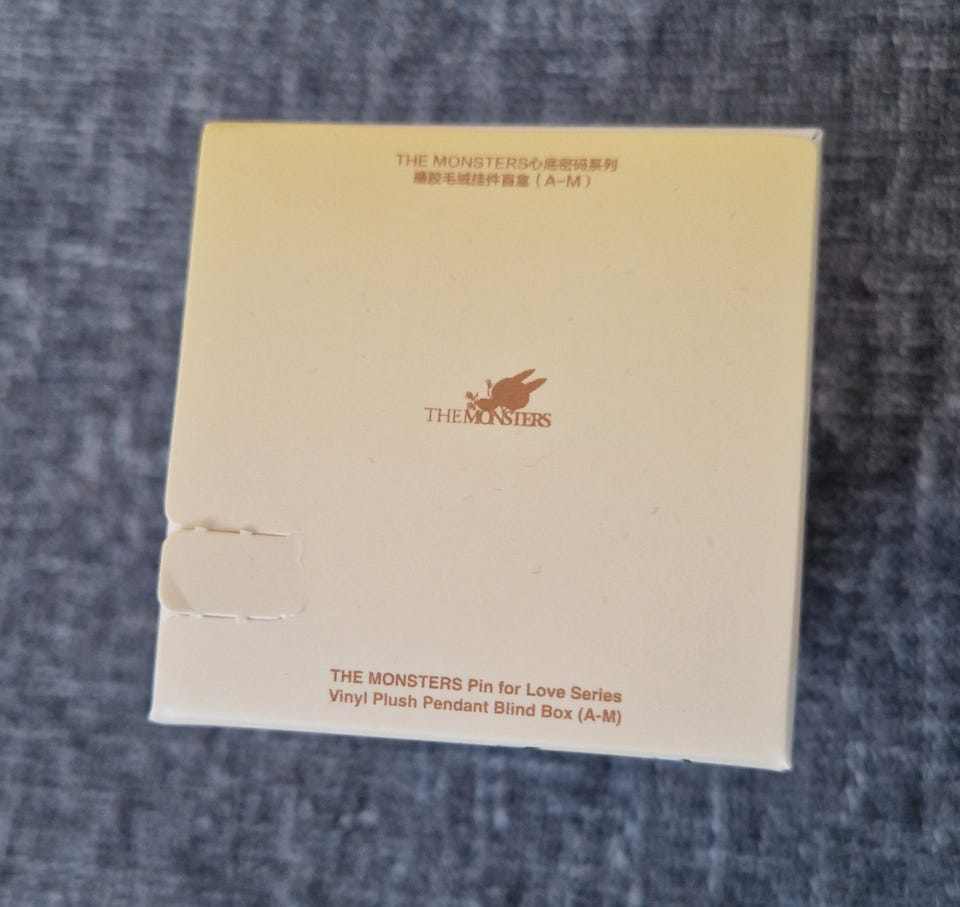 THE MONSTERS心底密码系列
搪胶毛绒挂件盲盒（A-M）
THE MONSTERS
THE MONSTERS Pin for Love Series
Vinyl Plush Pendant Blind Box (A-M)